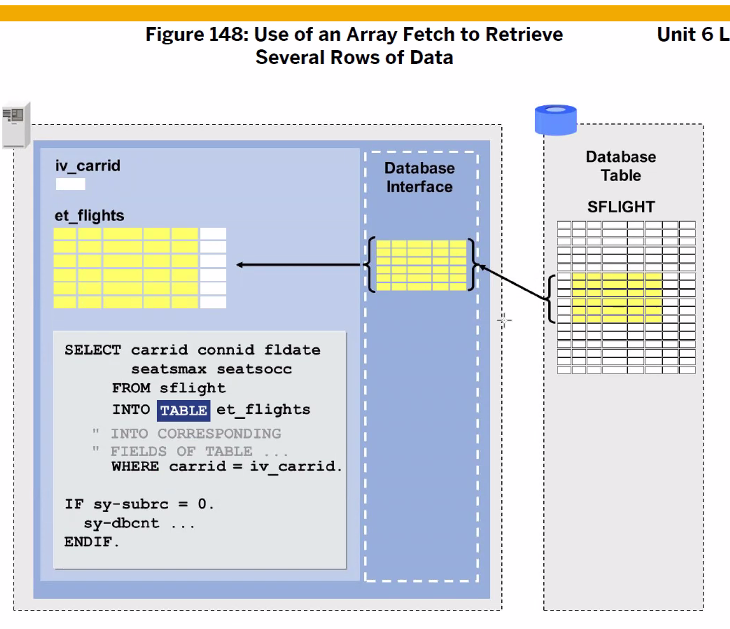 Figure 148: Use of an Array Fetch to Retrieve
Several Rows of Data
Unit 6 L
iv_carrid
et_flights
Database
Interface
Database
Table
SFLIGHT
SELECT carrid connid fldate
seatsmax seatsocc
FROM sflight
INTO TABLE et_flights
" INTO CORRESPONDING
" FIELDS OF TABLE ...
WHERE carrid = iv_carrid.
IF sy-subrc = 0.
sy-dbcnt ...
ENDIF.